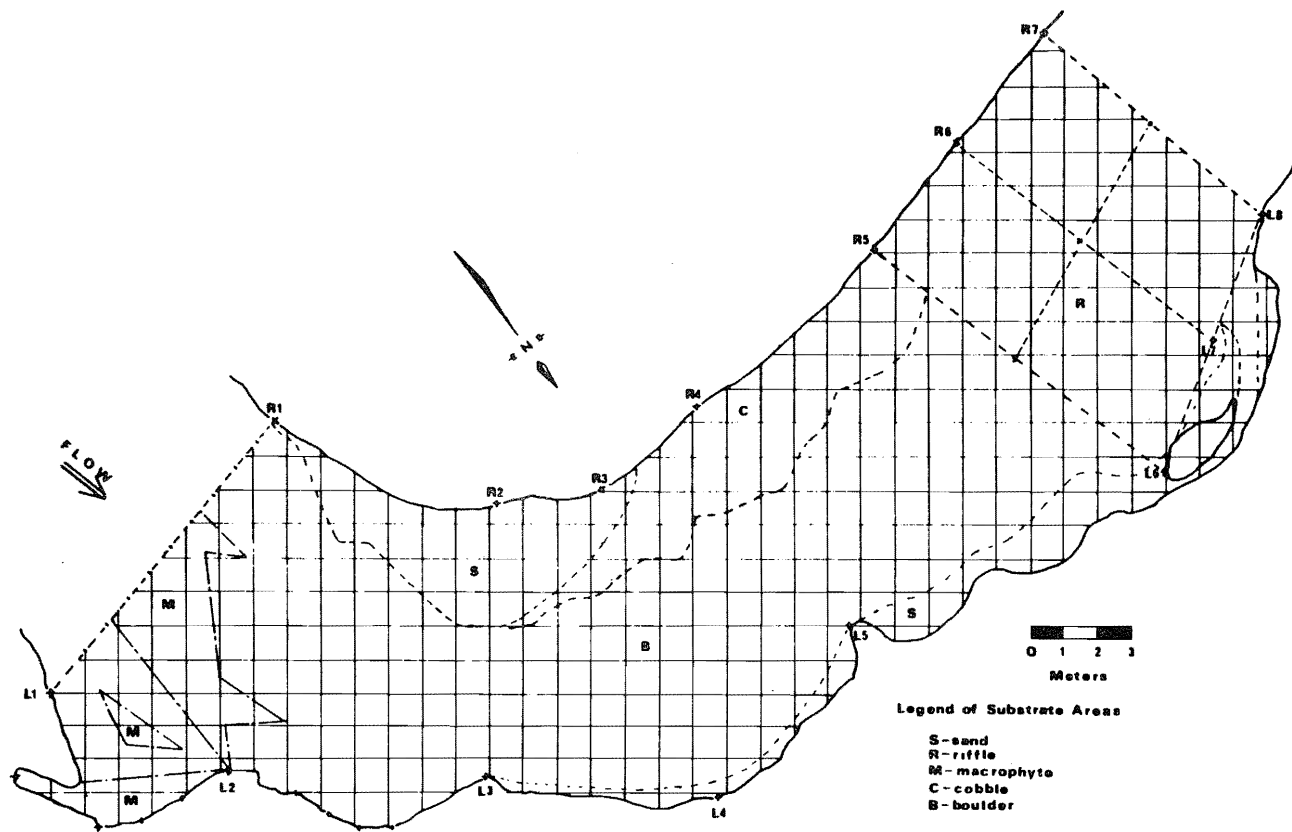 R7
R6
L8
R5
R
N
L7
R4
C
R1
FLOW
L6
R2
R3
S
M
S
L5
B
0 1 2 3
Meters
L1
Legend of Substrate Areas
M
S-sand
R-riffle
M-macrophyte
C-cobble
B-boulder
L2
L3
M
L4